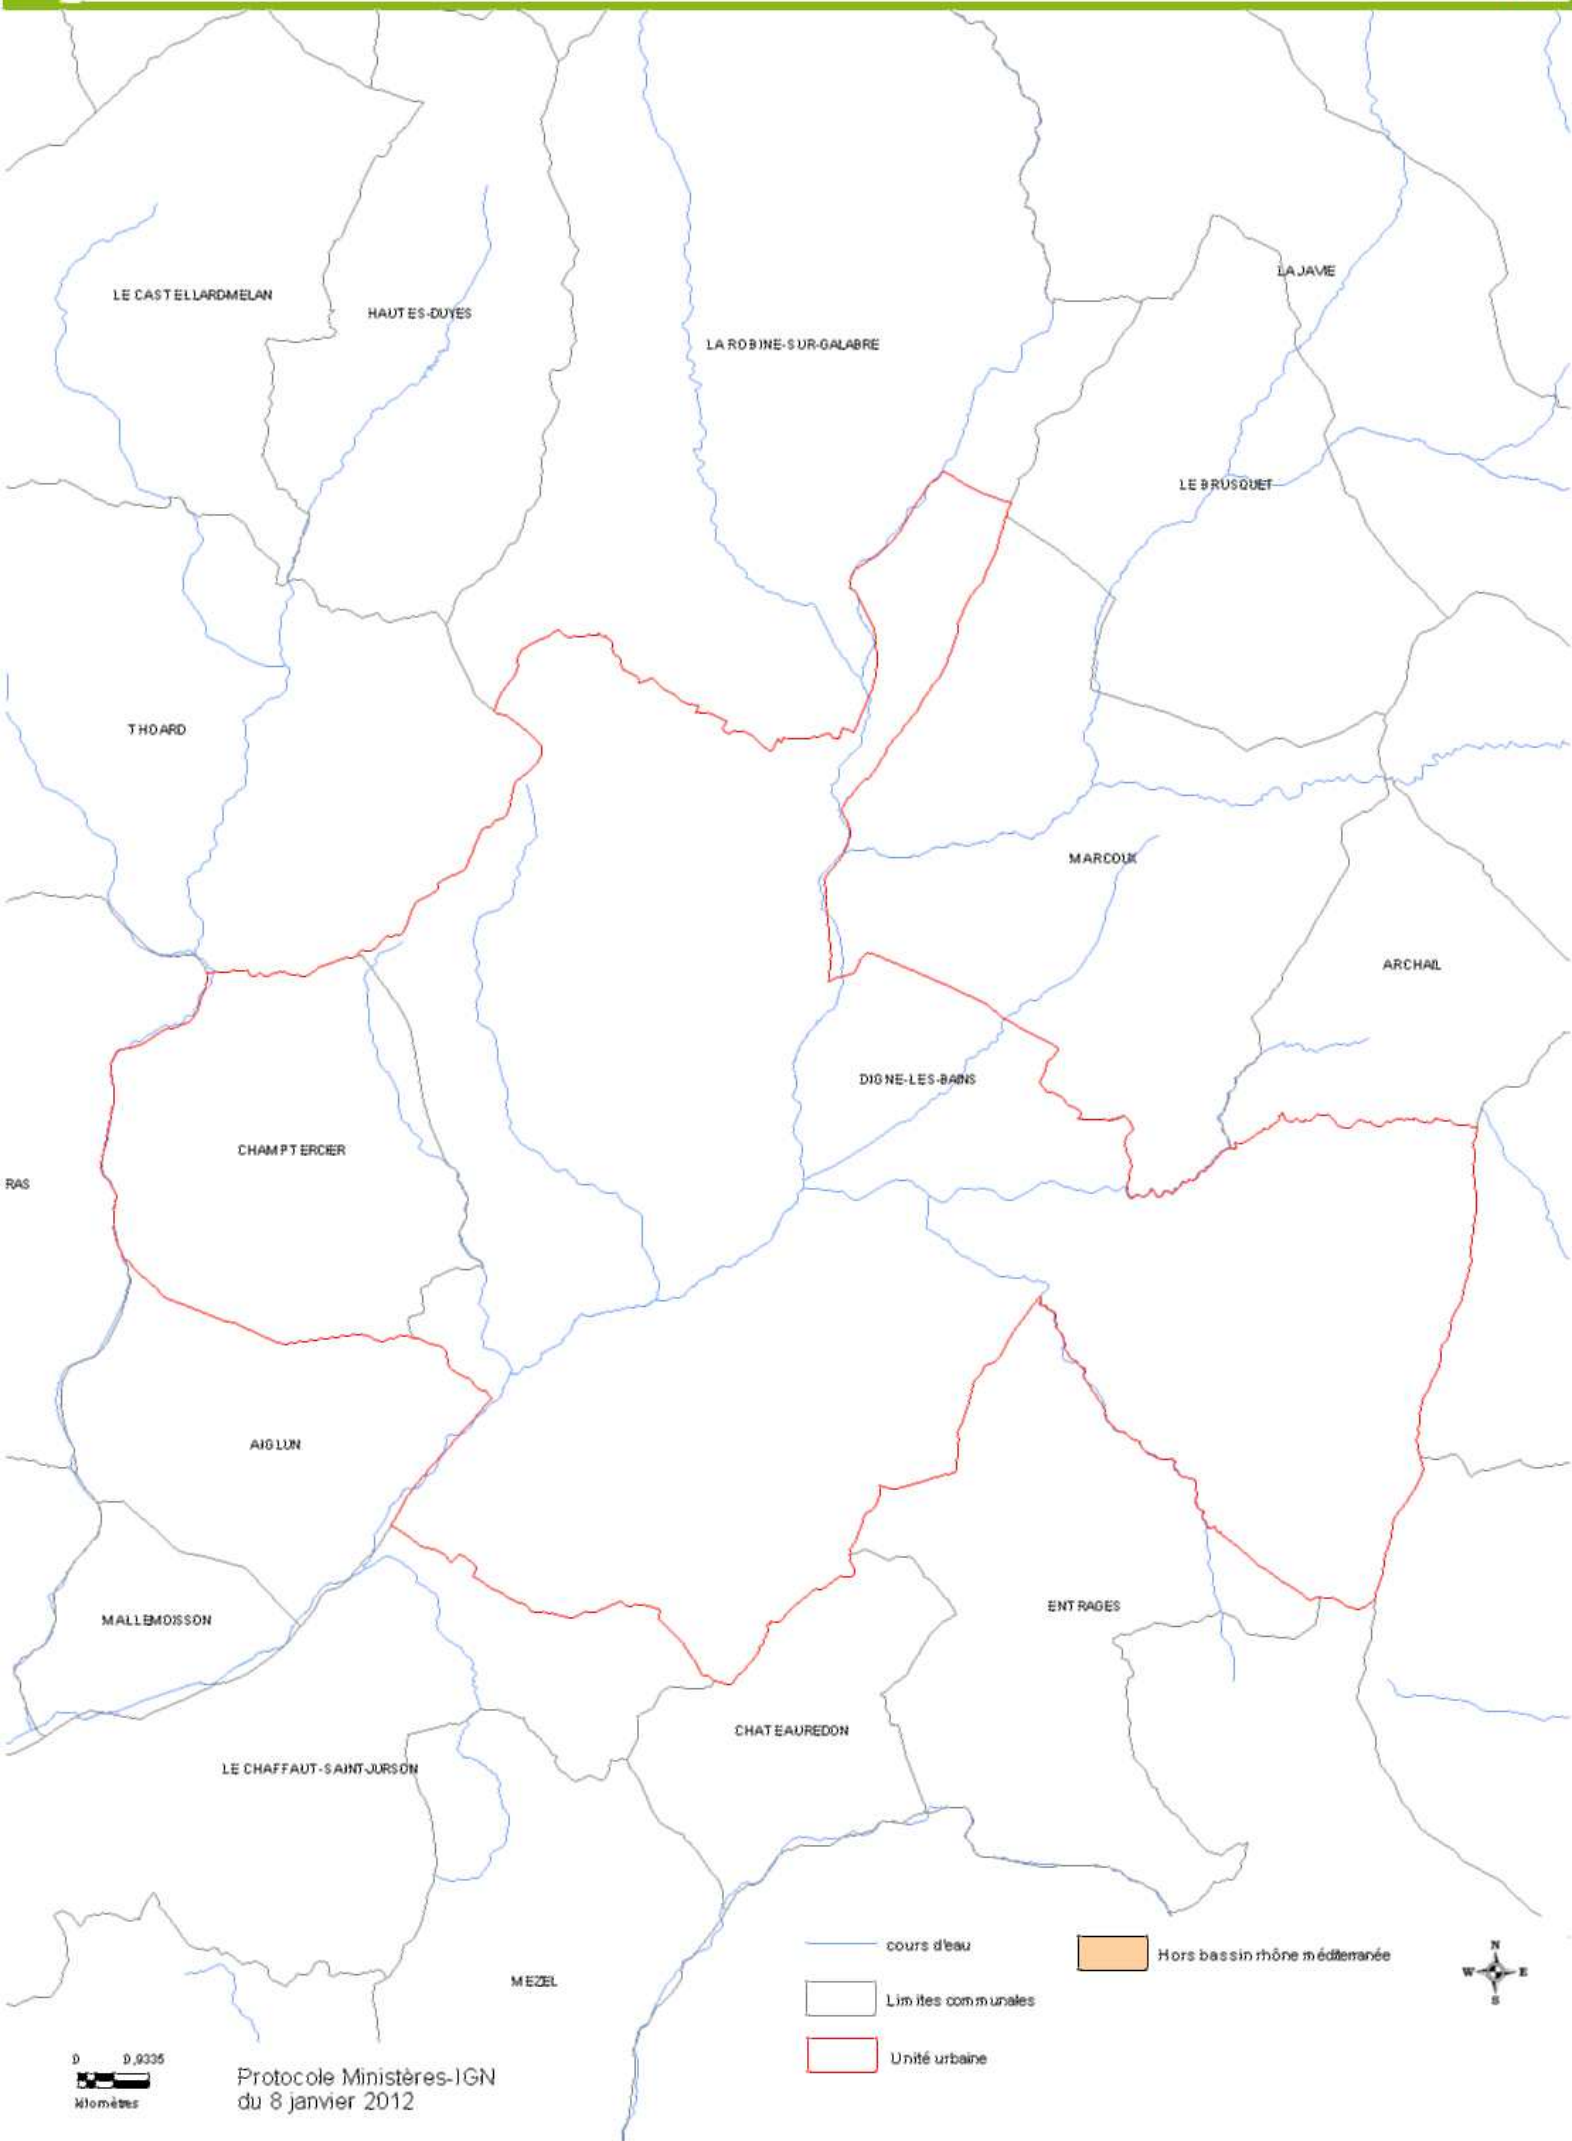 LA JAVIE
LE CASTELLARDMELAN
HAUTES-DUYES
LA ROBINE-SUR-GALABRE
LE BRUSQUET
THOARD
MARCOUX
ARCHAIL
DIGNE-LES-BAINS
CHAMPTERCIER
RAS
AIGLUN
ENTRAGES
MALLEMOISSON
CHATEAUREDON
LE CHAFFAUT-SAINT-JURSON
MEZEL
cours d'eau
Hors bassin rhône méditerranée
Limites communales
Unité urbaine
N
W E
S
0 0,9335
kilomètres
Protocole Ministères-IGN
du 8 janvier 2012